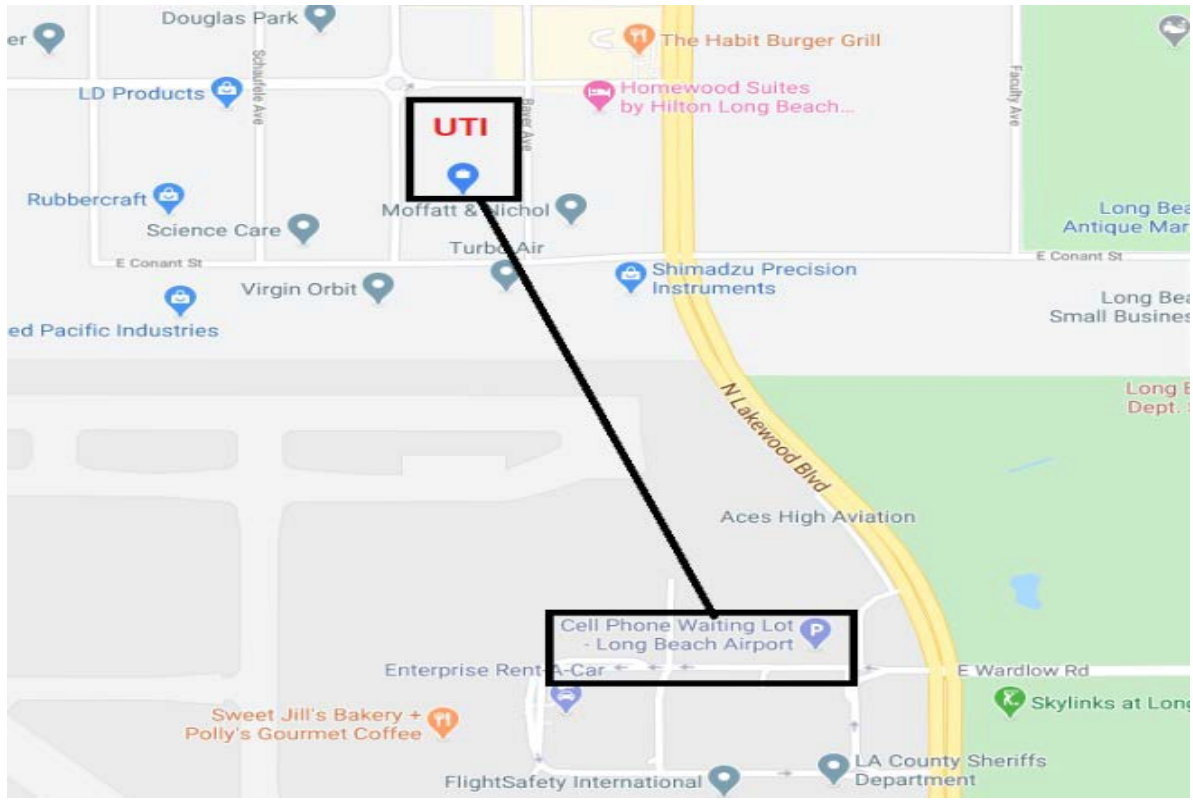 Douglas Park
er
The Habit Burger Grill
Schaufele Ave
Faculty Ave
LD Products
Homewood Suites
by Hilton Long Beach...
UTI
Bayer Ave
Rubbercraft
Moffatt & Nichol
Science Care
Long Bea
Antique Mar
Turbo Air
E Conant St
E Conant St
Shimadzu Precision
Instruments
Virgin Orbit
Long Bea
Small Busines
ed Pacific Industries
N Lakewood Blvd
Long B
Dept.
Aces High Aviation
Cell Phone Waiting Lot
- Long Beach Airport
P
Enterprise Rent-A-Car
E Wardlow Rd
Skylinks at Long
Sweet Jill's Bakery +
Polly's Gourmet Coffee
LA County Sheriffs
Department
FlightSafety International